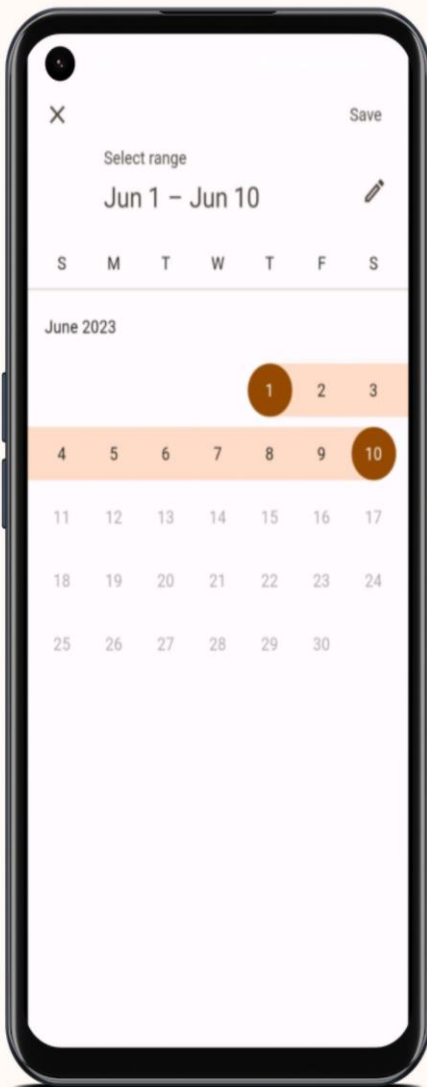 Save
Select range
Jun 1 – Jun 10
S M T W T F S
June 2023
1 2 3
4 5 6 7 8 9 10
11 12 13 14 15 16 17
18 19 20 21 22 23 24
25 26 27 28 29 30